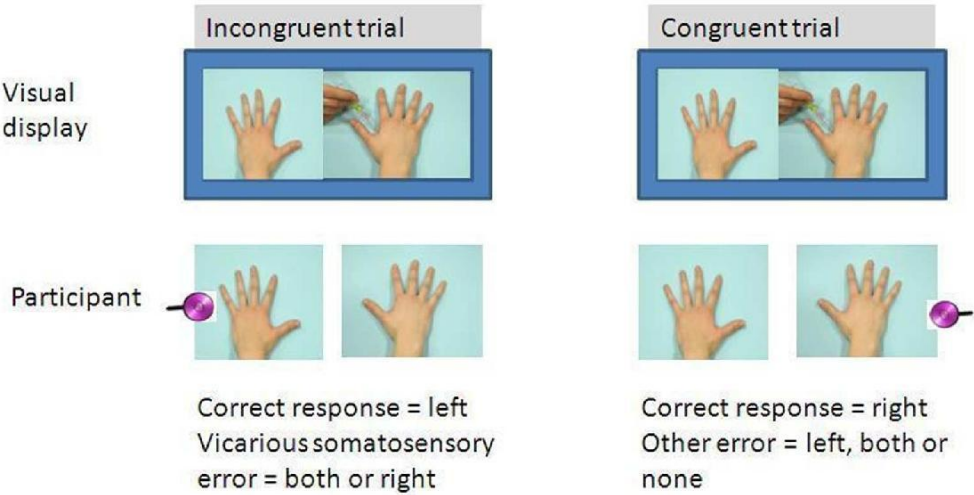 Incongruent trial
Congruent trial
Visual
display
Participant
Correct response = left
Vicarious somatosensory
error = both or right
Correct response = right
Other error = left, both or
none